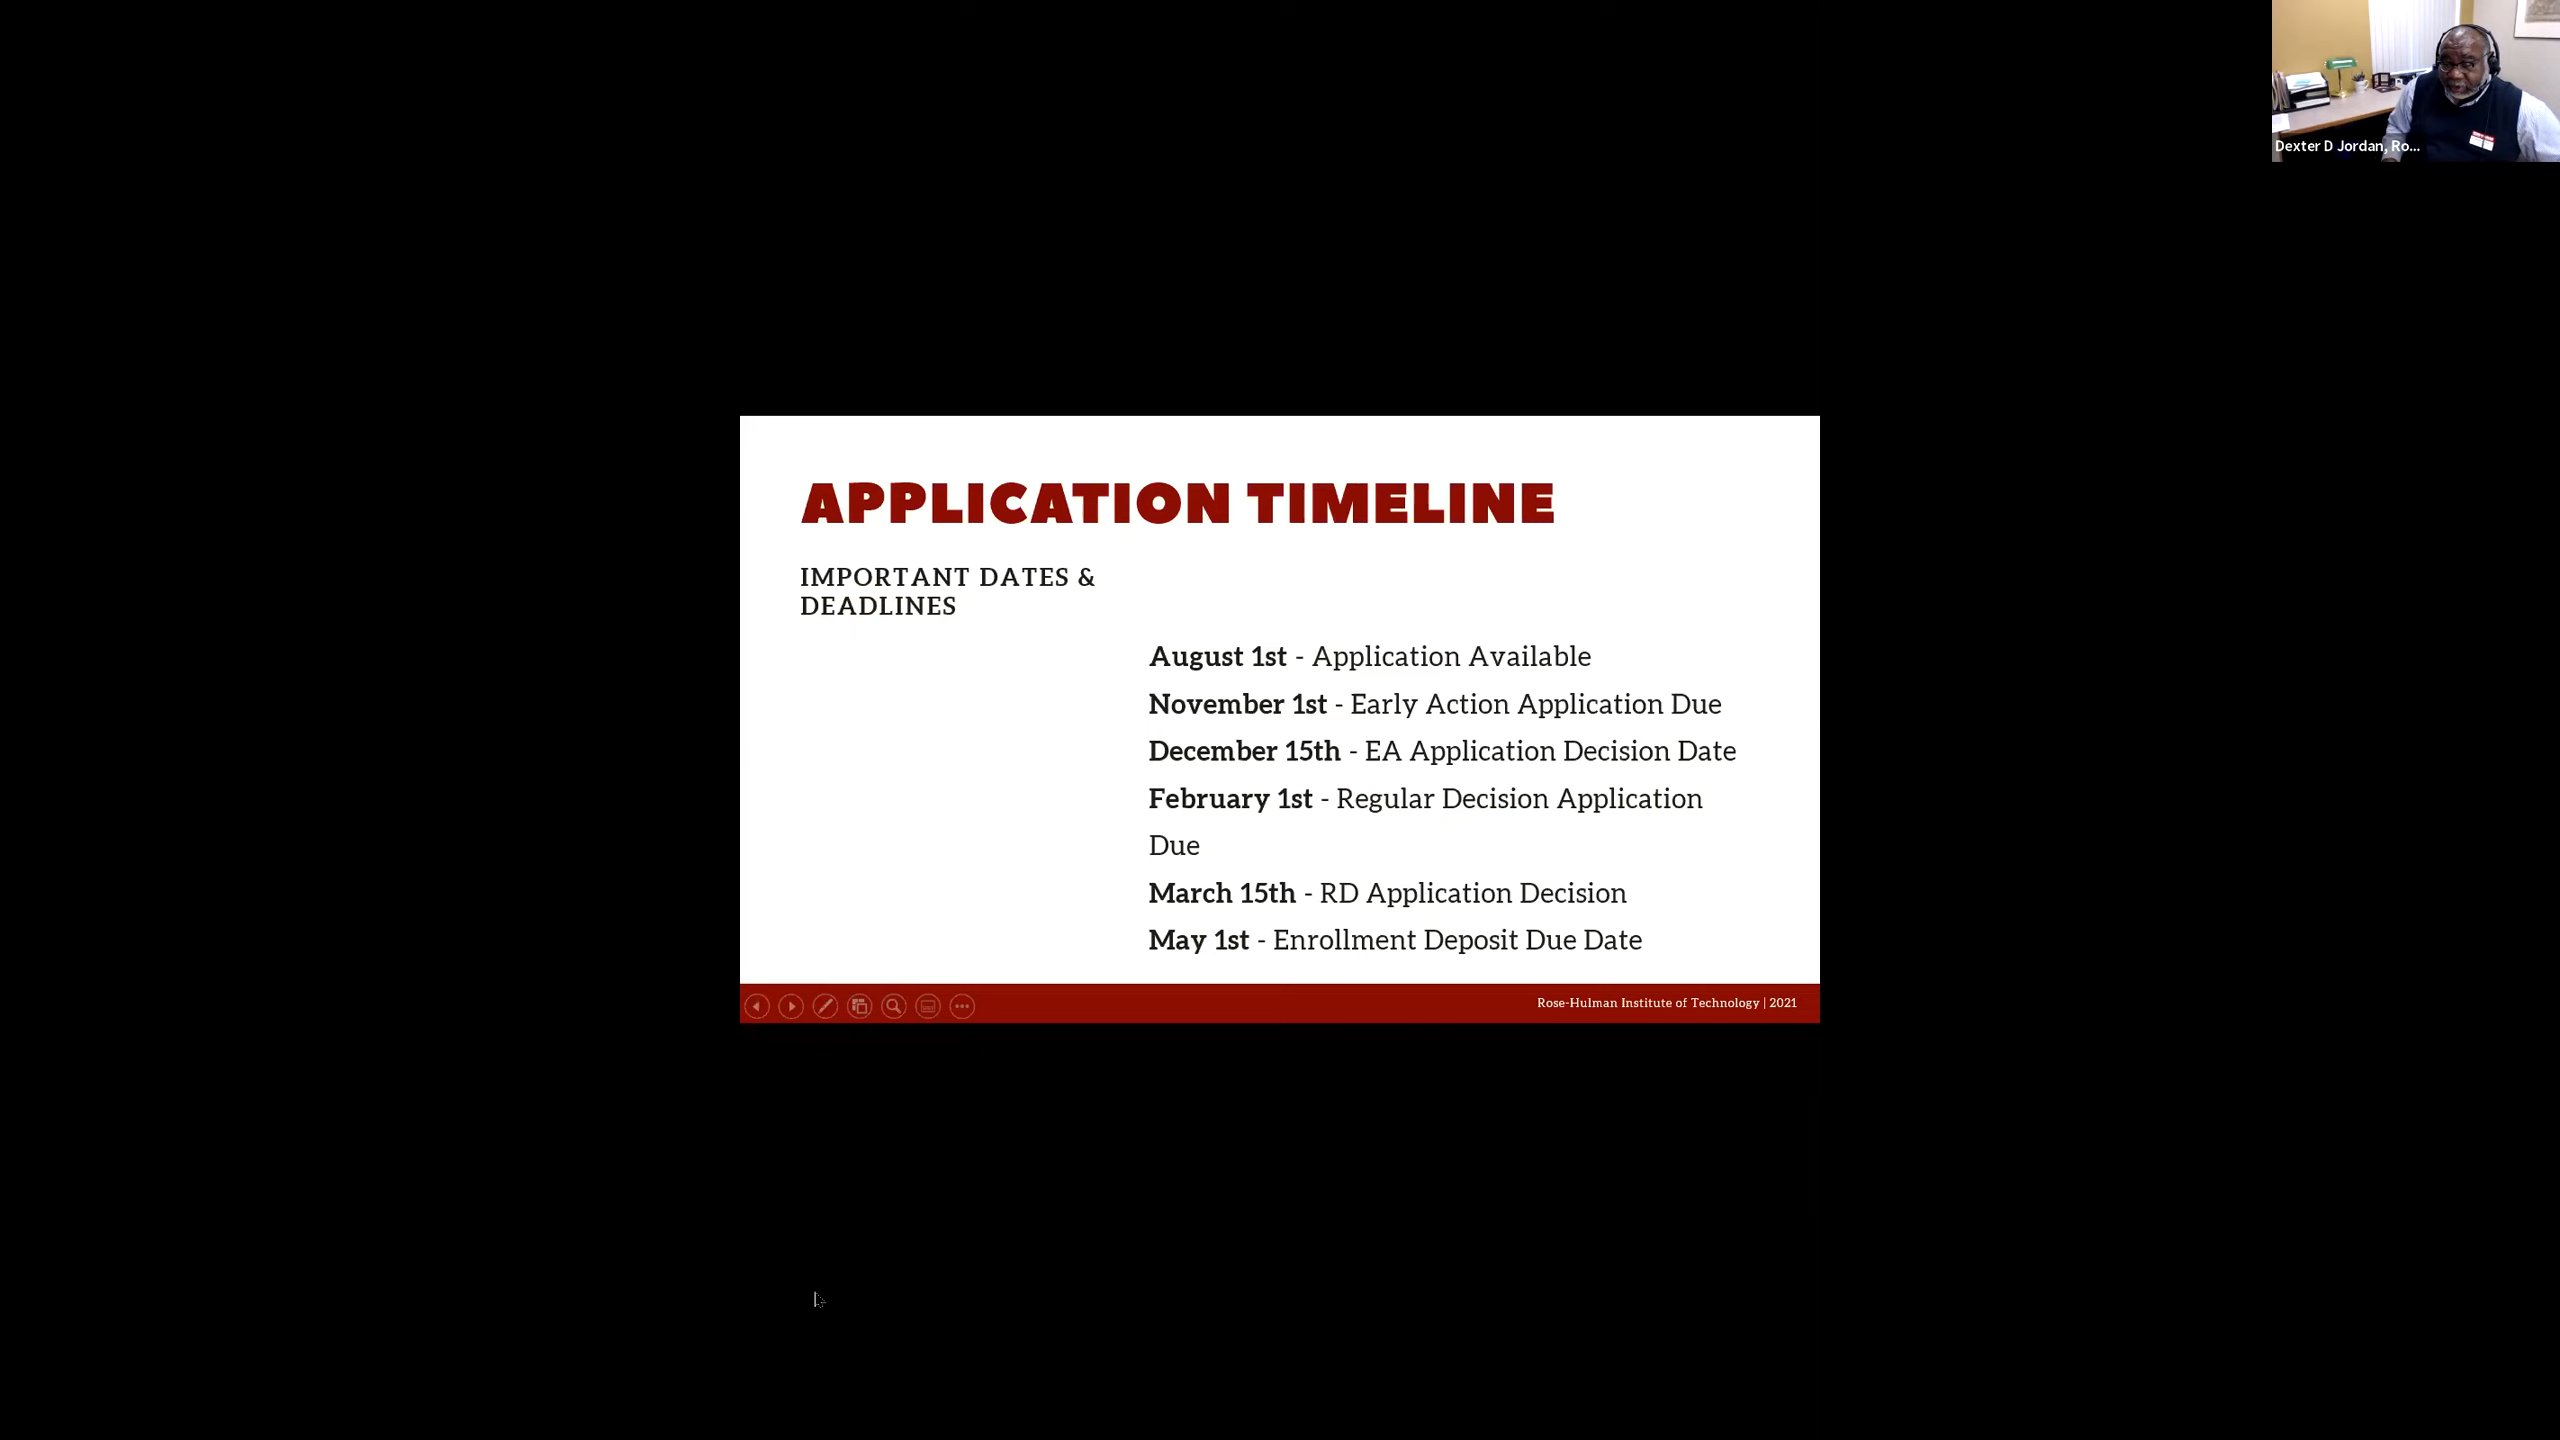 Dexter D Jordan, Ro...
APPLICATION TIMELINE
IMPORTANT DATES &
DEADLINES
August 1st - Application Available
November 1st - Early Action Application Due
December 15th - EA Application Decision Date
February 1st - Regular Decision Application
Due
March 15th - RD Application Decision
May 1st - Enrollment Deposit Due Date
Rose-Hulman Institute of Technology | 2021